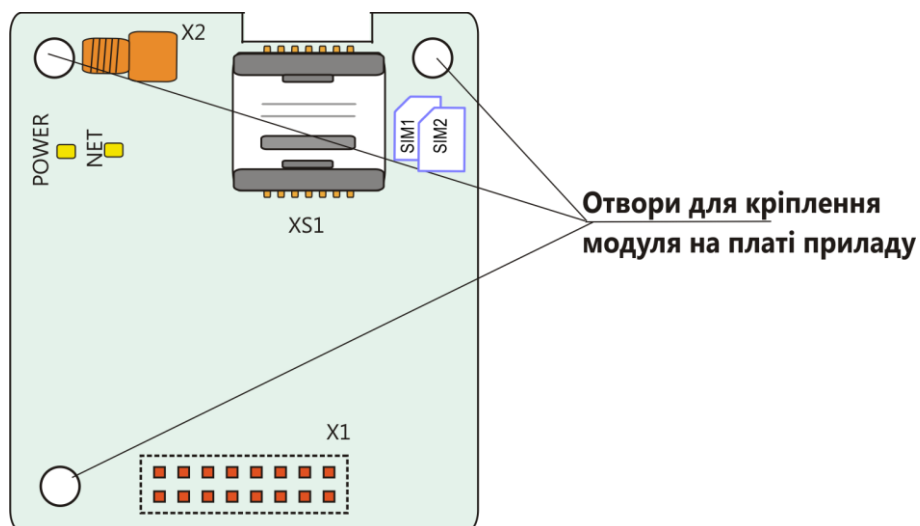 X2
POWER
NET
SIM1
SIM2
XS1
Отвори для кріплення
модуля на платі приладу
X1